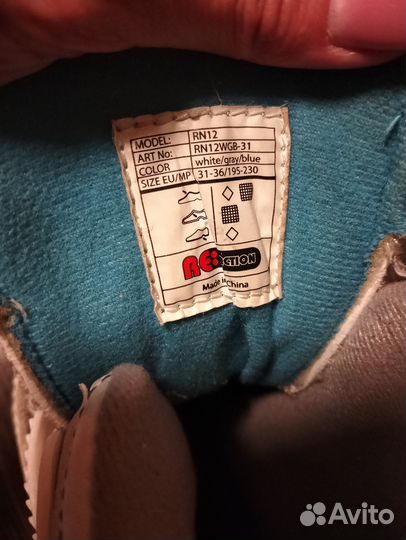 MODEL: RN12
ART No: RN12WGB-31
COLOR white/gray/blue
SIZE EU/MP 31-36/195-230
REACTION
Made in China
Avito